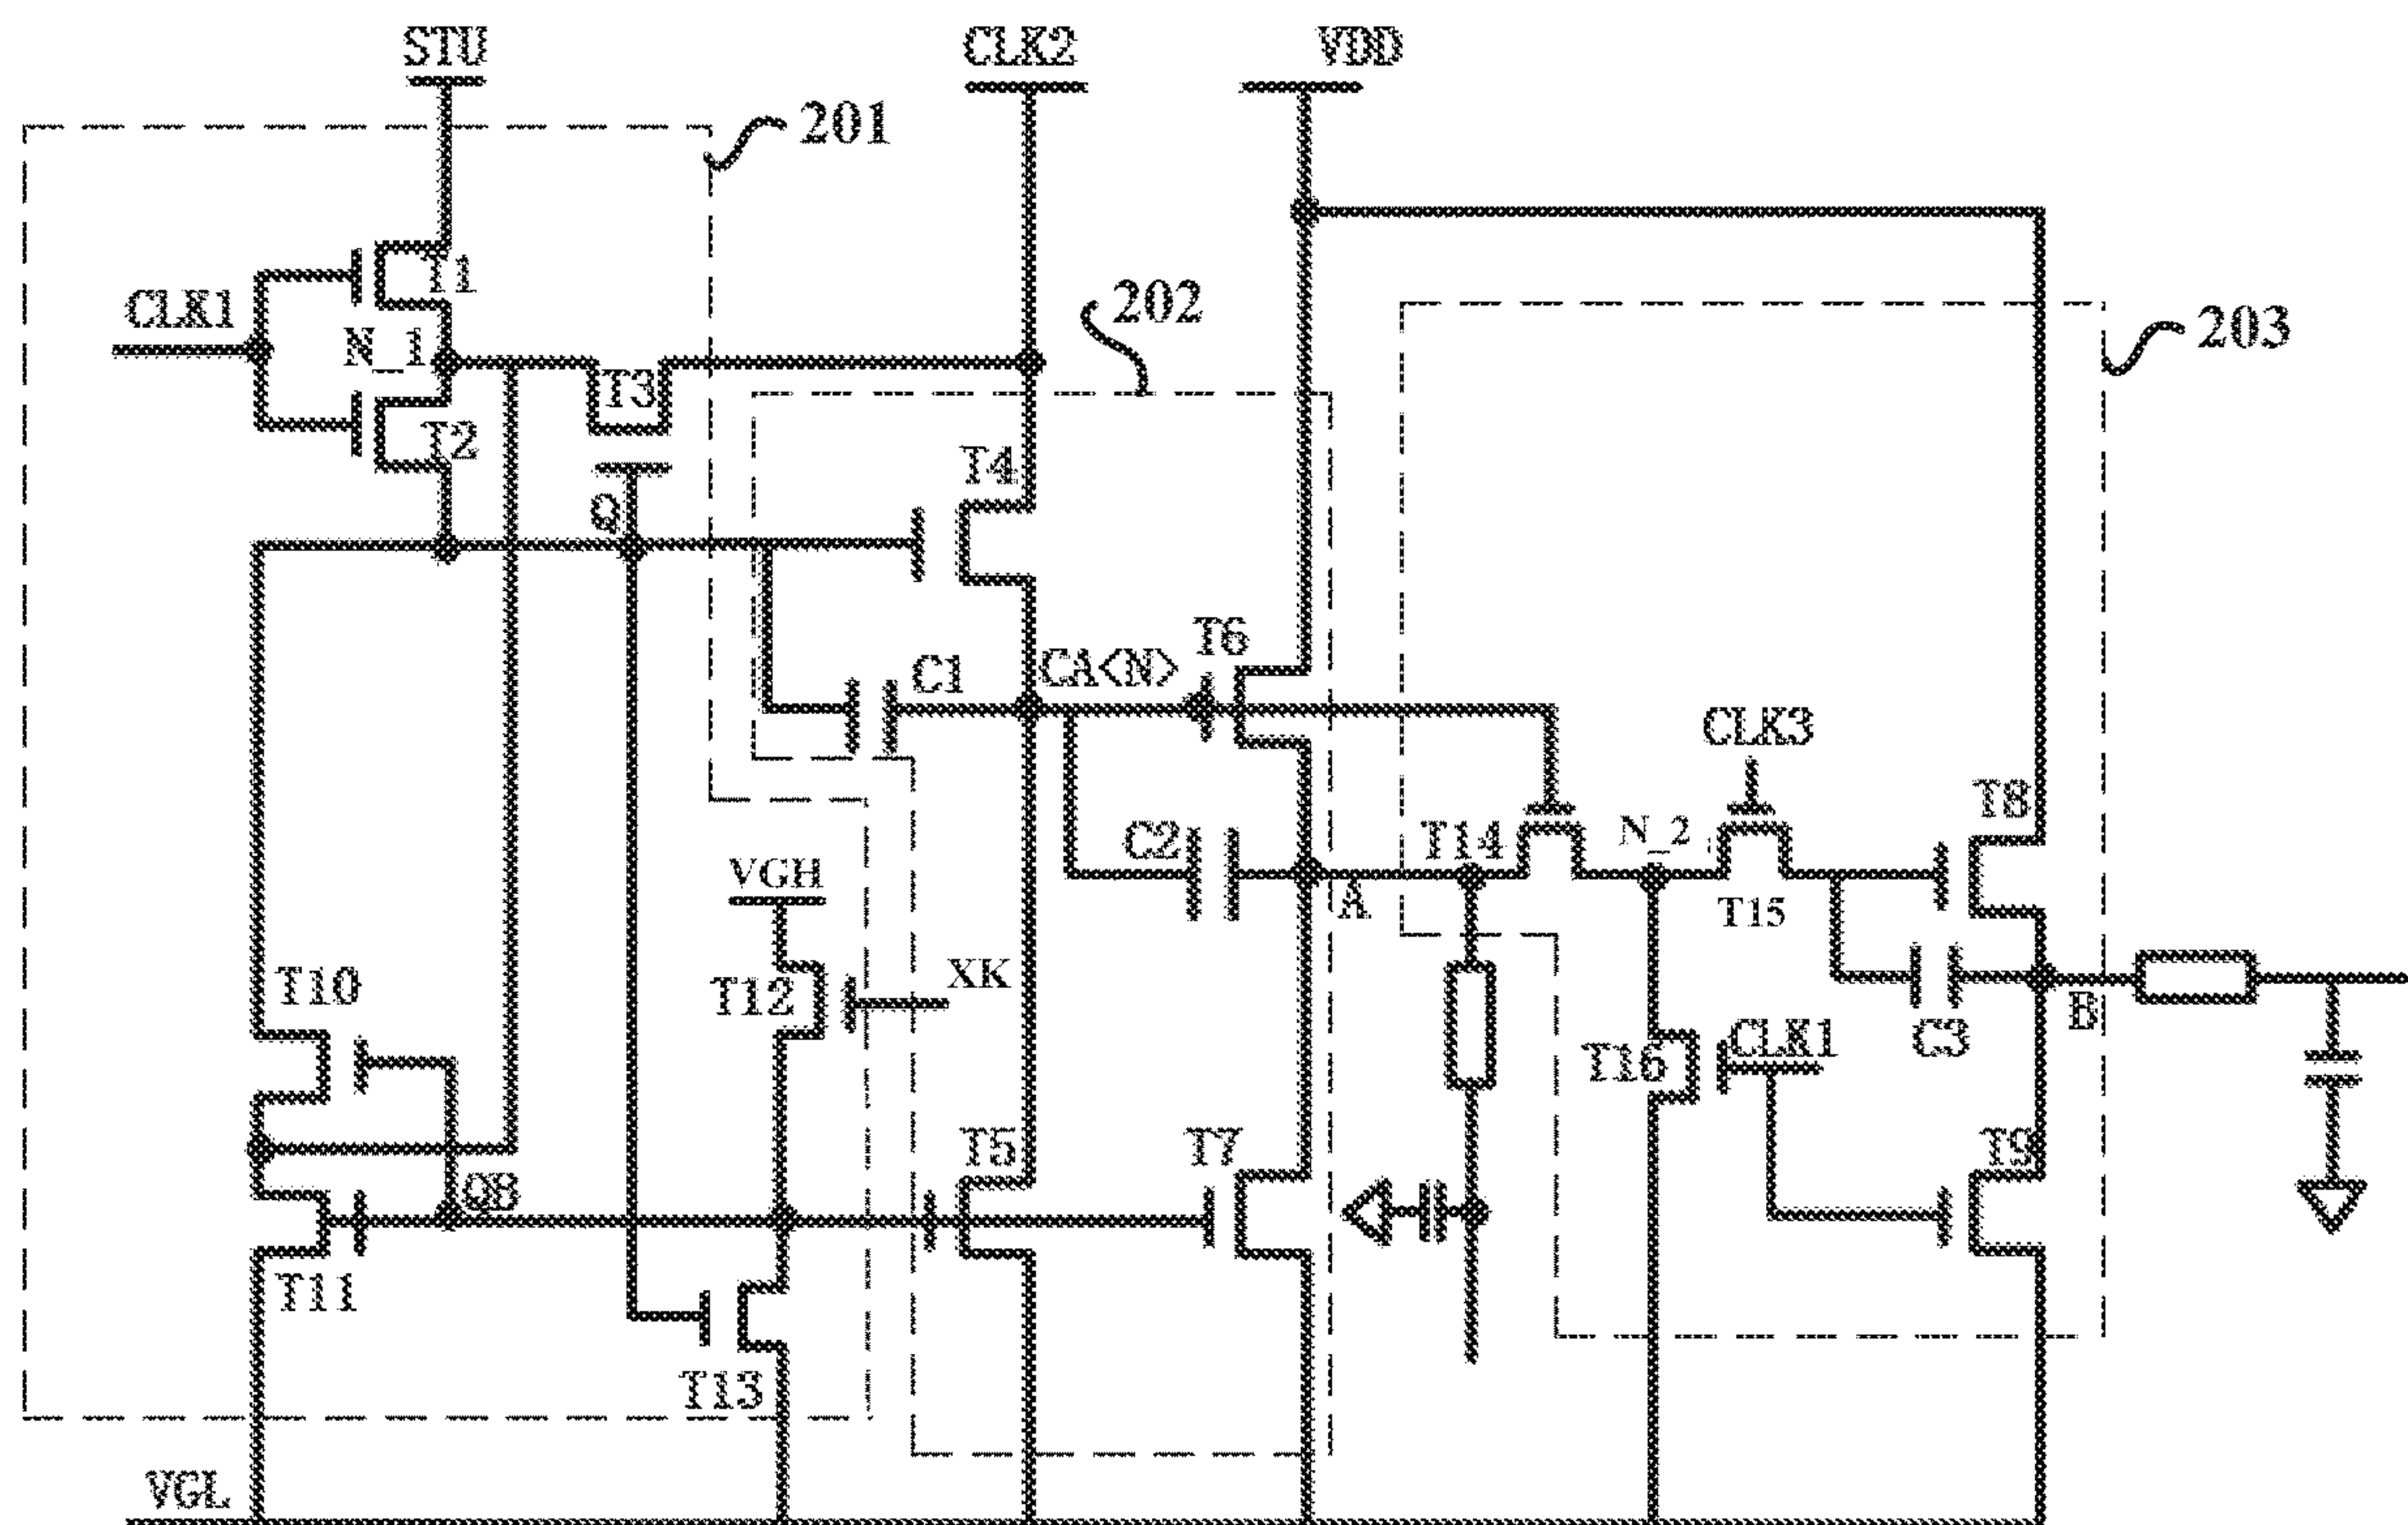 STU
CLK2
VDD
201
T1
CLK1
202
N_1
203
T3
T2
T4
Q
T6
C1
CA<N>
CLK3
T8
C2
T14
N_2
VGH
A
T15
T10
T12
XK
B
C3
T16
CLK1
T5
T7
T9
QB
T11
T13
VGL